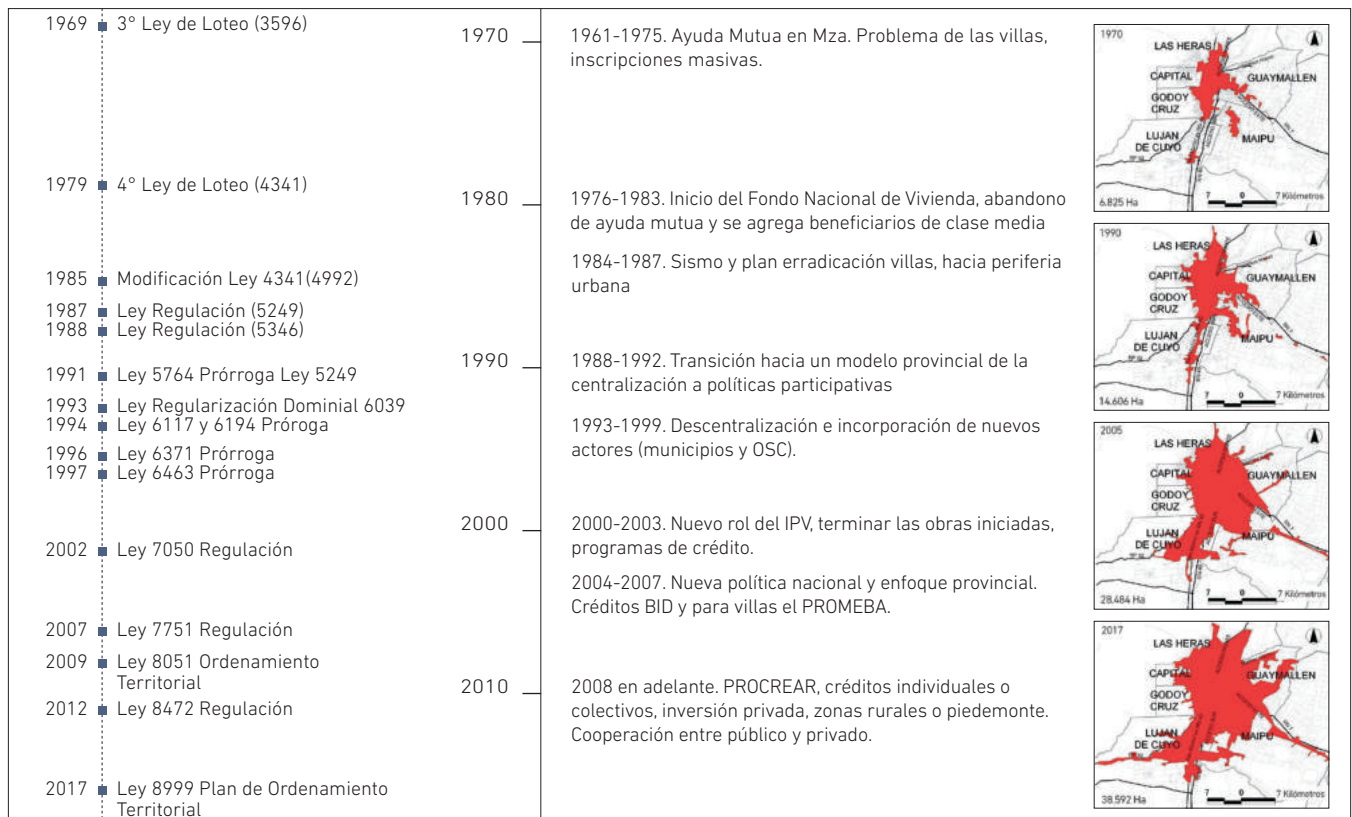 1969 3° Ley de Loteo (3596)
1979 4° Ley de Loteo (4341)
1985 Modificación Ley 4341(4992)
1987 Ley Regulación (5249)
1988 Ley Regulación (5346)
1991 Ley 5764 Prórroga Ley 5249
1993 Ley Regularización Dominial 6039
1994 Ley 6117 y 6194 Próroga
1996 Ley 6371 Prórroga
1997 Ley 6463 Prórroga
2002 Ley 7050 Regulación
2007 Ley 7751 Regulación
2009 Ley 8051 Ordenamiento
Territorial
2012 Ley 8472 Regulación
2017 Ley 8999 Plan de Ordenamiento
Territorial
1970
1961-1975. Ayuda Mutua en Mza. Problema de las villas,
inscripciones masivas.
1980
1976-1983. Inicio del Fondo Nacional de Vivienda, abandono
de ayuda mutua y se agrega beneficiarios de clase media
1984-1987. Sismo y plan erradicación villas, hacia periferia
urbana
1990
1988-1992. Transición hacia un modelo provincial de la
centralización a políticas participativas
1993-1999. Descentralización e incorporación de nuevos
actores (municipios y OSC).
2000
2000-2003. Nuevo rol del IPV, terminar las obras iniciadas,
programas de crédito.
2004-2007. Nueva política nacional y enfoque provincial.
Créditos BID y para villas el PROMEBA.
2010
2008 en adelante. PROCREAR, créditos individuales o
colectivos, inversión privada, zonas rurales o piedemonte.
Cooperación entre público y privado.
1970
LAS HERAS
CAPITAL
GUAYMALLEN
GODOY
CRUZ
LUJAN
DE CUYO
MAIPU
7 0 7 Kilómetros
6.825 Ha
1990
LAS HERAS
CAPITAL
GUAYMALLEN
GODOY
CRUZ
LUJAN
DE CUYO
MAIPU
7 0 7 Kilómetros
14.606 Ha
2005
LAS HERAS
CAPITAL
GUAYMALLEN
GODOY
CRUZ
LUJAN
DE CUYO
MAIPU
7 0 7 Kilómetros
28.484 Ha
2017
LAS HERAS
CAPITAL
GUAYMALLEN
GODOY
CRUZ
LUJAN
DE CUYO
MAIPU
7 0 7 Kilómetros
38.592 Ha